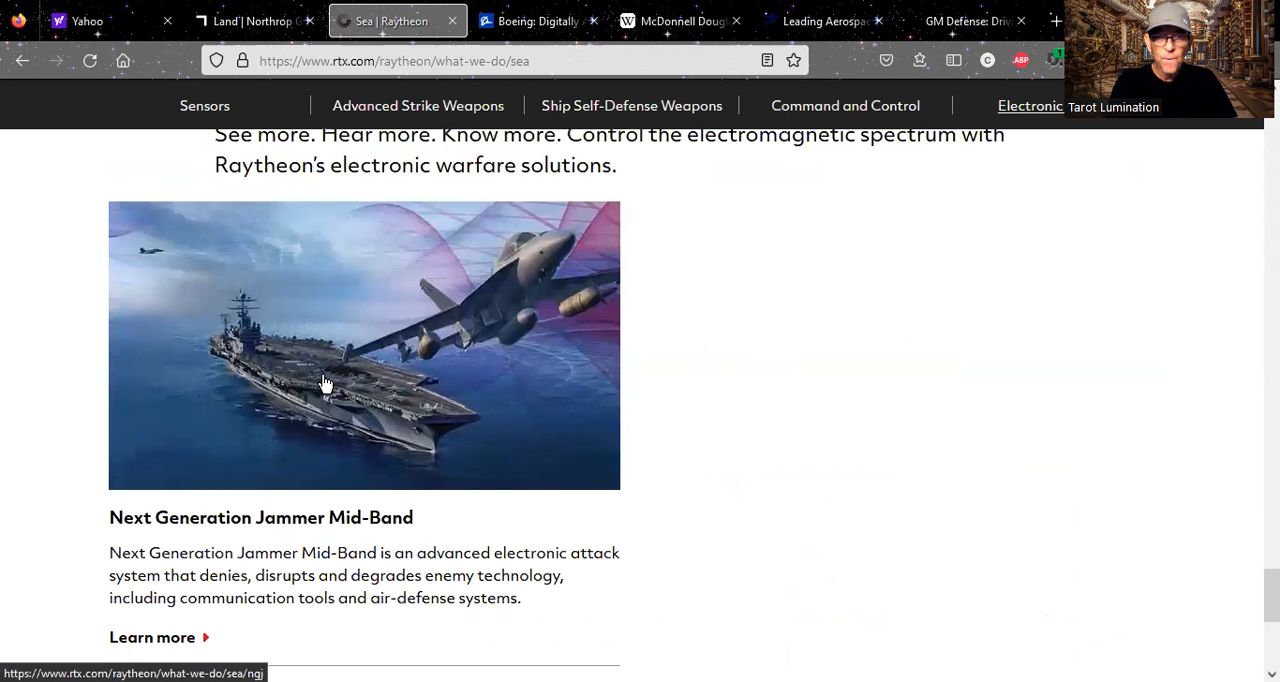 Yahoo
Land | Northrop G
Sea | Raytheon
Boeing: Digitally
McDonnell Doug
Leading Aerospa
GM Defense: Driv
https://www.rtx.com/raytheon/what-we-do/sea
ABP
1
Tarot Lumination
Sensors
Advanced Strike Weapons
Ship Self-Defense Weapons
Command and Control
Electronic
See more. Hear more. Know more. Control the electromagnetic spectrum with
Raytheon's electronic warfare solutions.
Next Generation Jammer Mid-Band
Next Generation Jammer Mid-Band is an advanced electronic attack
system that denies, disrupts and degrades enemy technology,
including communication tools and air-defense systems.
Learn more
https://www.rtx.com/raytheon/what-we-do/sea/ngj